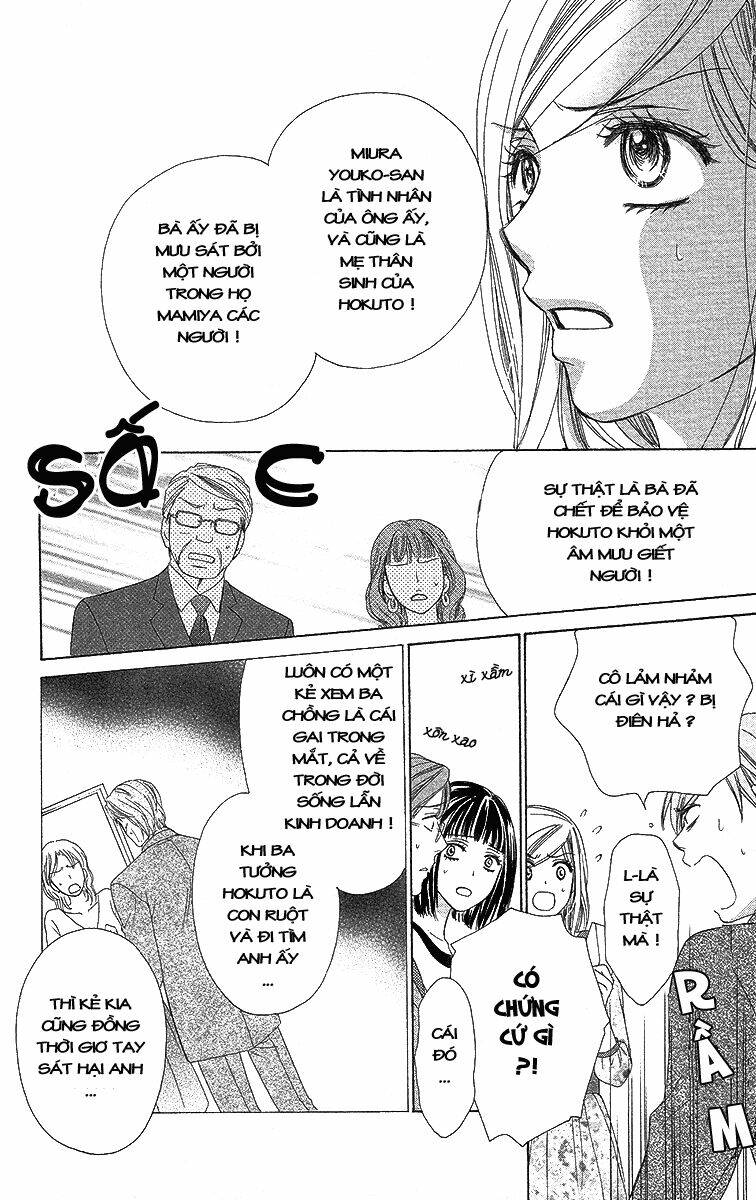 MIURA
YOUKO-SAN
LÀ TÌNH NHÂN
CỦA ÔNG ẤY,
VÀ CŨNG LÀ
MẸ THÂN
SINH CỦA
HOKUTO !
BÀ ẤY ĐÃ BỊ
MƯU SÁT BỞI
MỘT NGƯỜI
TRONG HỌ
MAMIYA CÁC
NGƯỜI !
SỰ THẬT LÀ BÀ ĐÃ
CHẾT ĐỂ BẢO VỆ
HOKUTO KHỎI MỘT
ÂM MƯU GIẾT
NGƯỜI !
SỐC
CÔ LẢM NHẢM
CÁI GÌ VẬY ? BỊ
ĐIÊN HẢ ?
L-LÀ
SỰ
THẬT
MÀ !
RẦM
CÓ
CHỨNG
CỨ GÌ
?!
xì xầm
xôn xao
CÁI
ĐÓ
...
LUÔN CÓ MỘT
KẺ XEM BA
CHỒNG LÀ CÁI
GAI TRONG
MẮT, CẢ VỀ
TRONG ĐỜI
SỐNG LẪN
KINH DOANH !
KHI BA
TƯỞNG
HOKUTO LÀ
CON RUỘT
VÀ ĐI TÌM
ANH ẤY
...
THÌ KẺ KIA
CŨNG ĐỒNG
THỜI GIƠ TAY
SÁT HẠI ANH
...